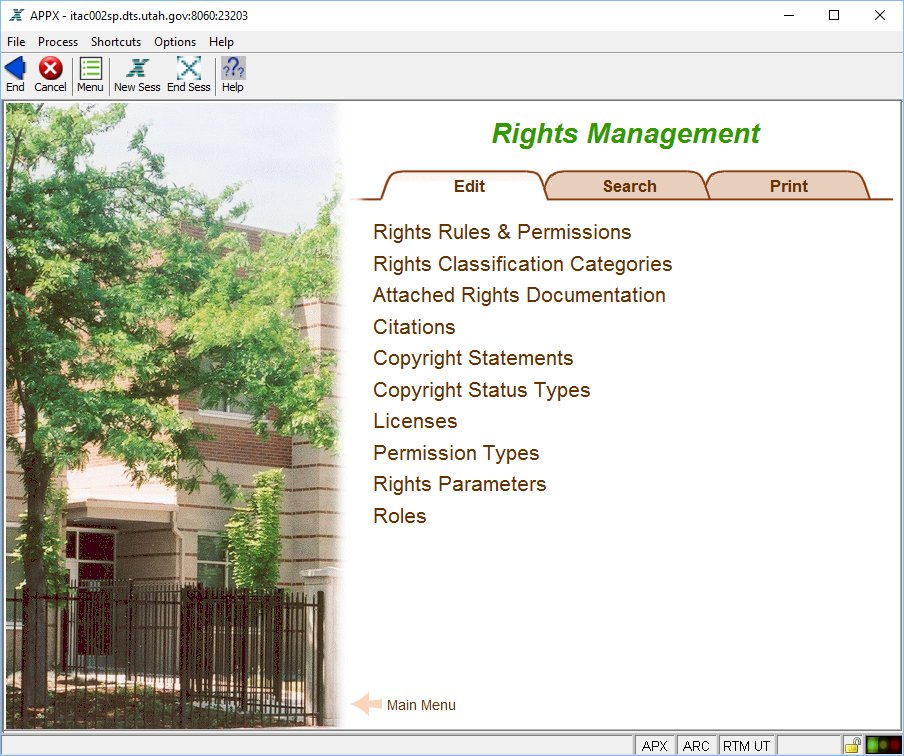 APPX - itac002sp.dts.utah.gov:8060:23203
File Process Shortcuts Options Help
End Cancel Menu New Sess End Sess Help
Rights Management
Edit Search Print
Rights Rules & Permissions
Rights Classification Categories
Attached Rights Documentation
Citations
Copyright Statements
Copyright Status Types
Licenses
Permission Types
Rights Parameters
Roles
Main Menu
APX ARC RTM UT